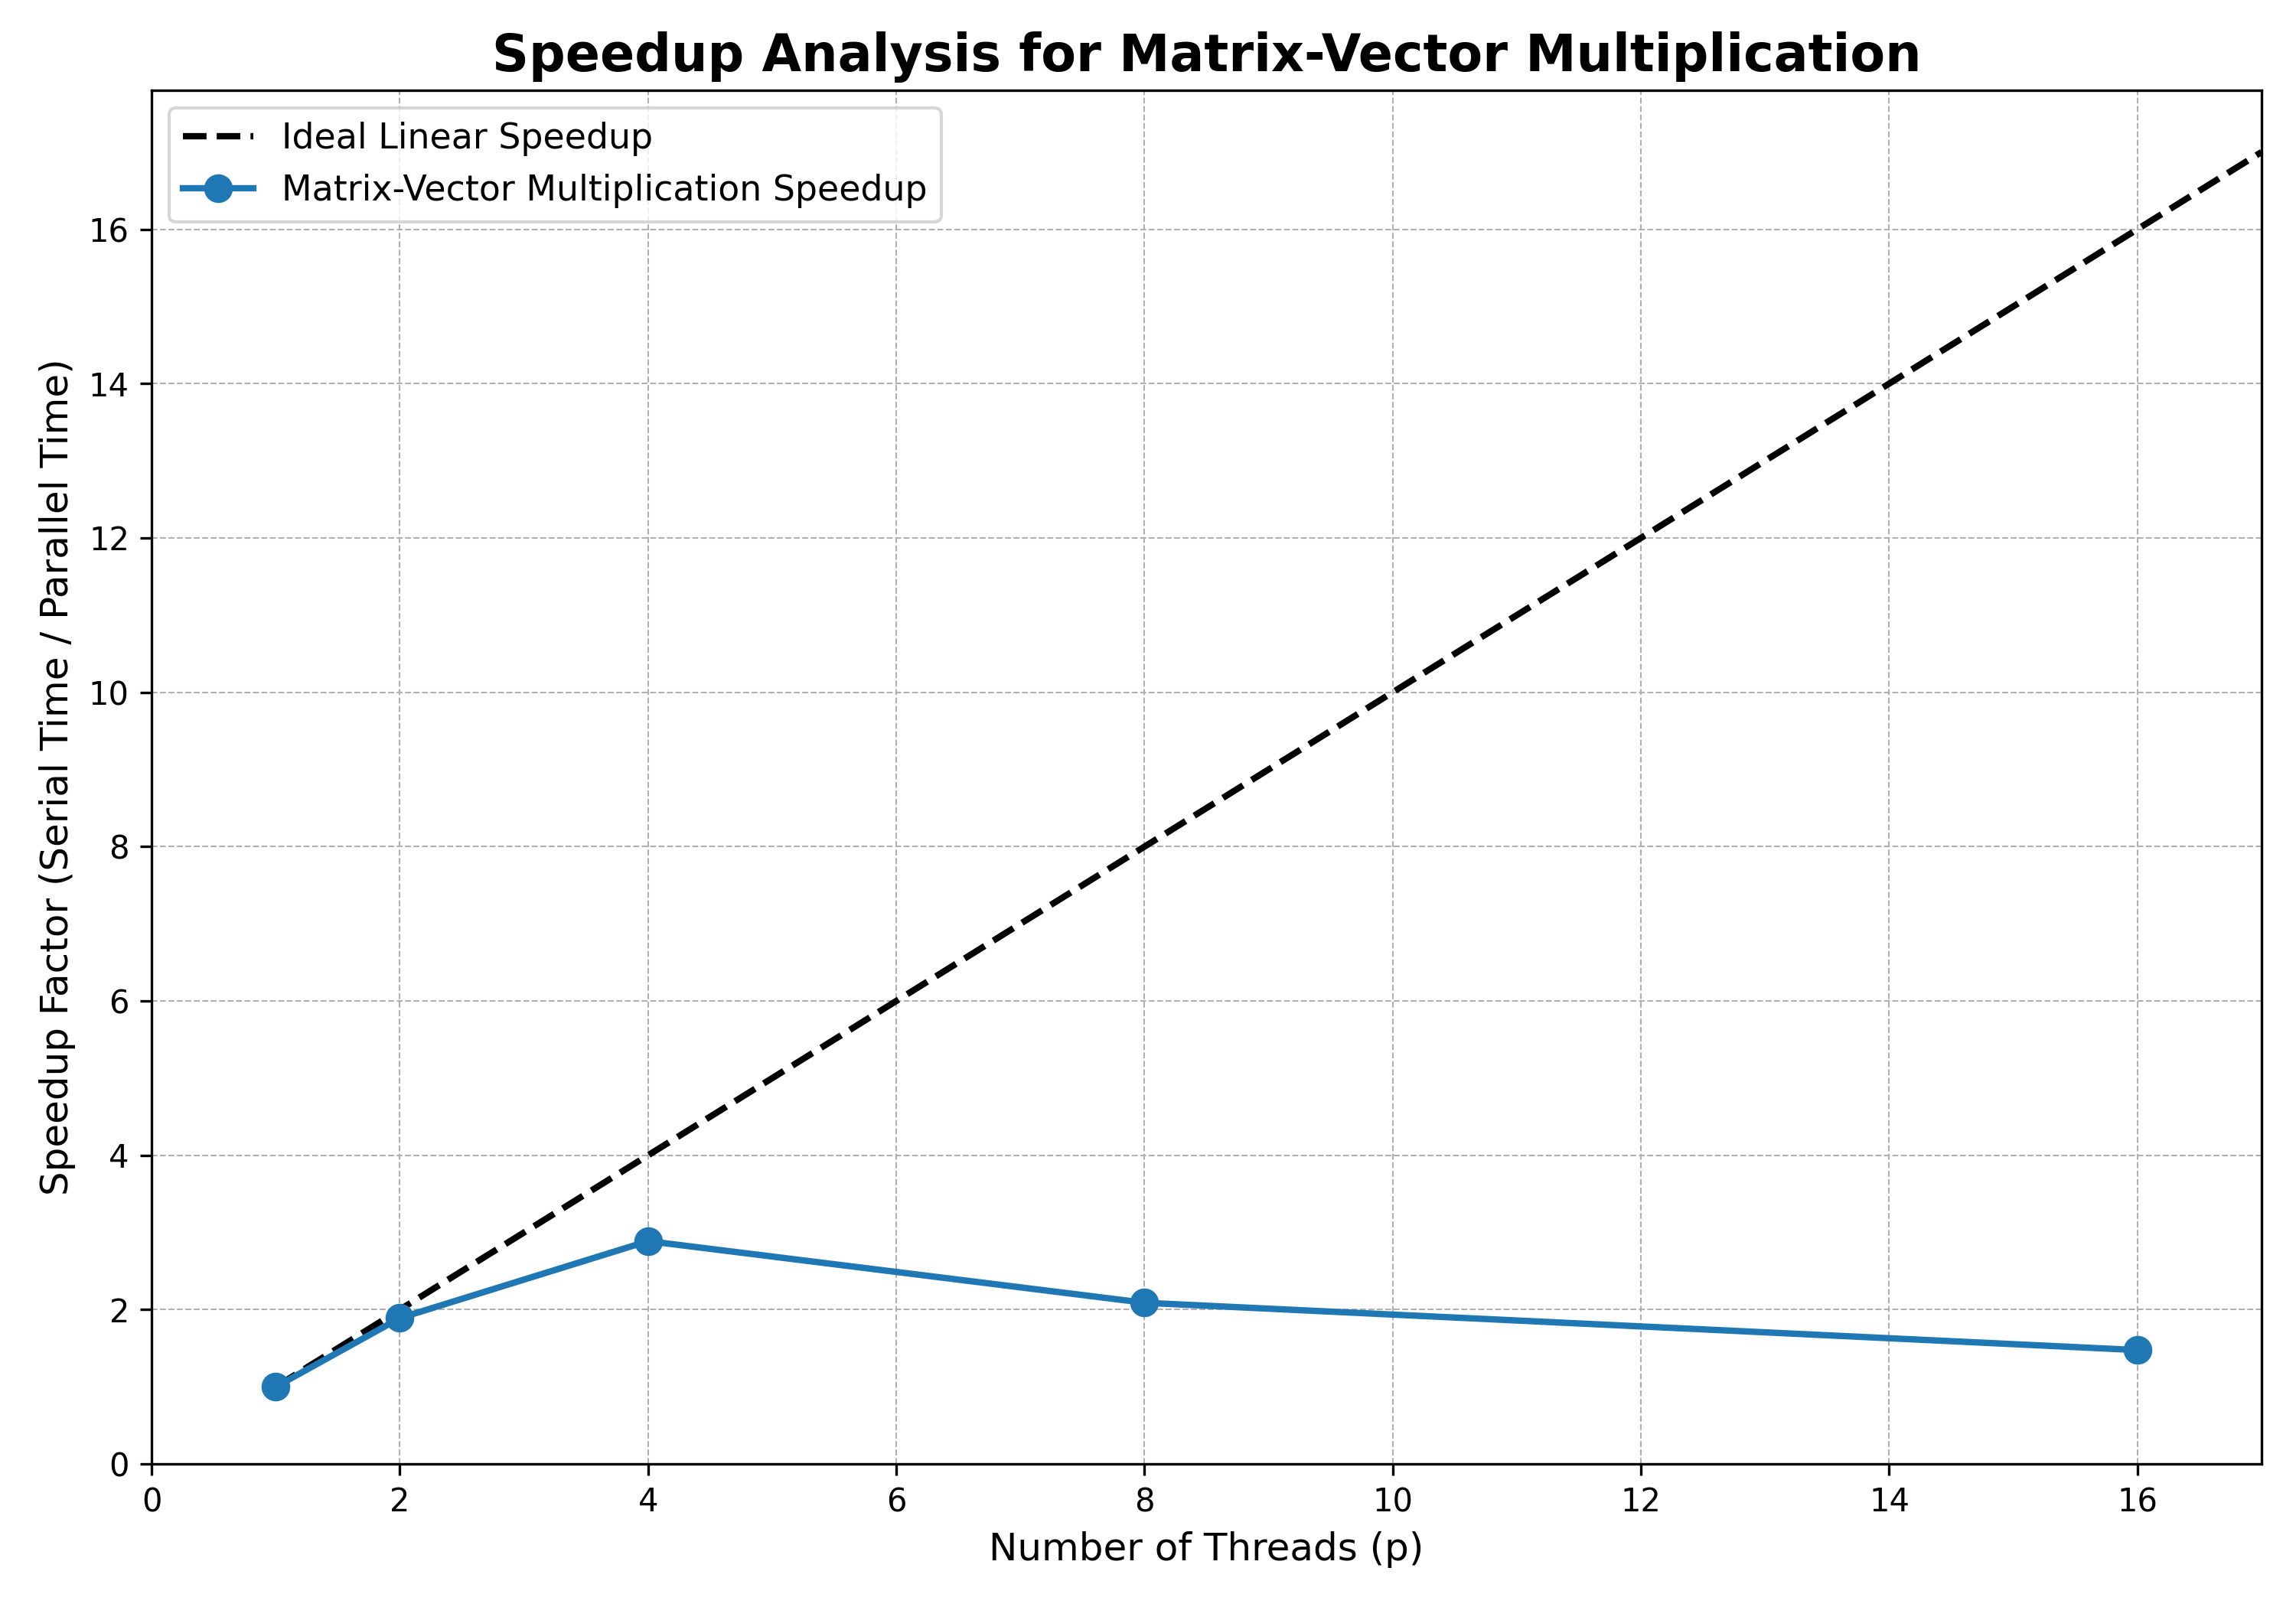 Speedup Analysis for Matrix-Vector Multiplication
Ideal Linear Speedup
Matrix-Vector Multiplication Speedup
Speedup Factor (Serial Time / Parallel Time)
16
14
12
10
8
6
4
2
0
0 2 4 6 8 10 12 14 16
Number of Threads (p)